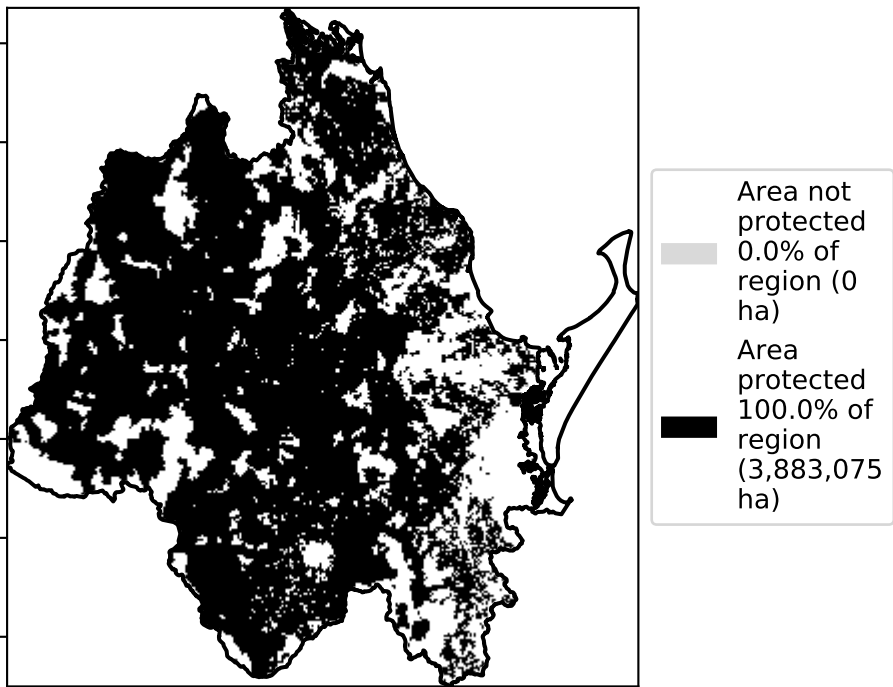 Area not
protected
0.0% of
region (0
ha)
Area
protected
100.0% of
region
(3,883,075
ha)